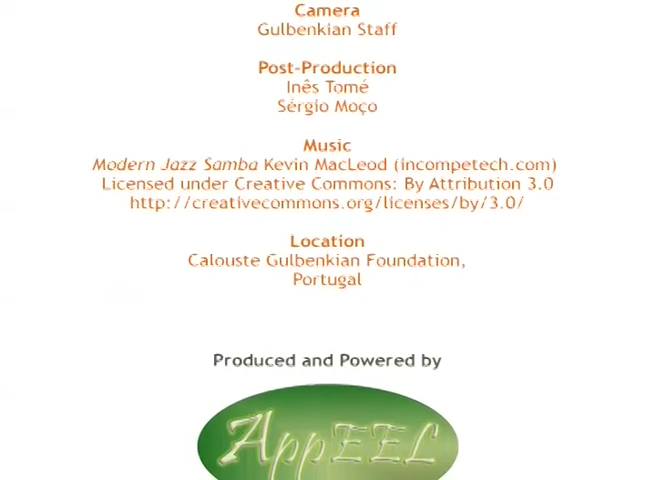 Camera
Gulbenkian Staff
Post-Production
Inês Tomé
Sérgio Moço
Music
Modern Jazz Samba Kevin MacLeod (incompetech.com)
Licensed under Creative Commons: By Attribution 3.0
http://creativecommons.org/licenses/by/3.0/
Location
Calouste Gulbenkian Foundation,
Portugal
Produced and Powered by
AppEEL